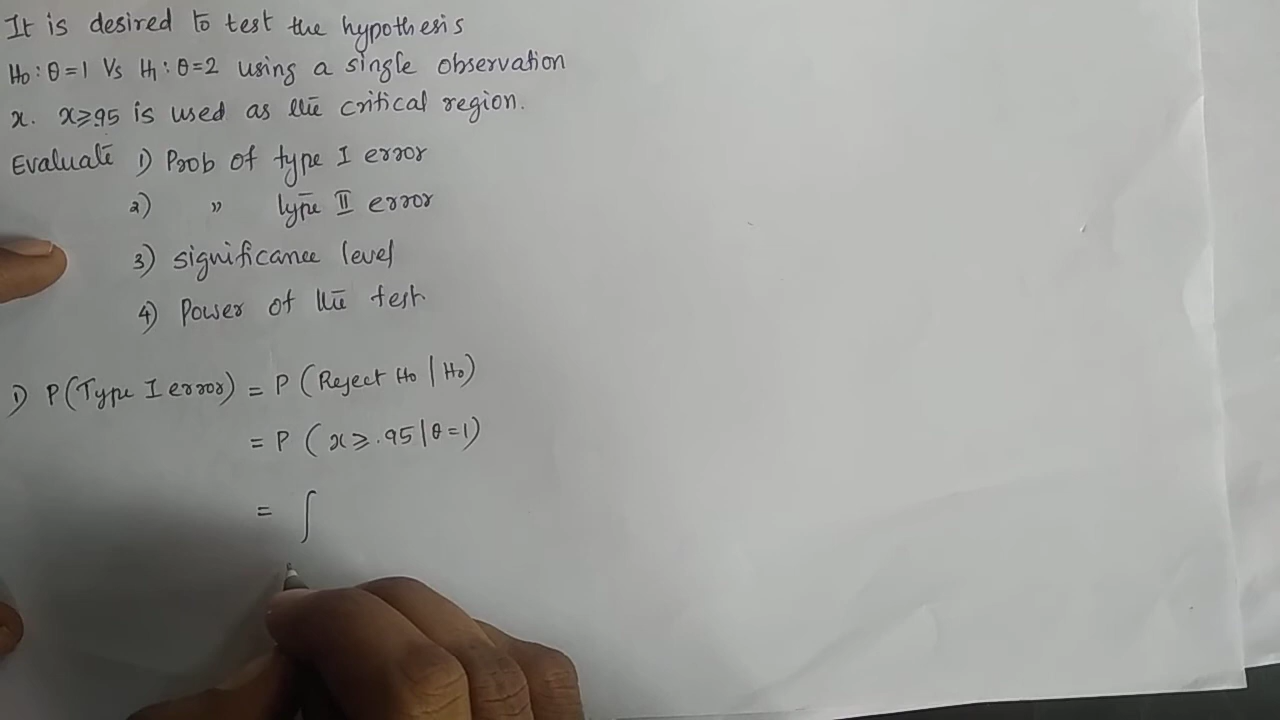 It is desired to test the hypothesis
H₀ : θ = 1 Vs H₁ : θ = 2 using a single observation
x. x ≥ .95 is used as the critical region.
Evaluate 1) Prob of type I error
2) " type II error
3) significance level
4) Power of the test
1) P(Type I error) = P (Reject H₀ | H₀)
= P ( x ≥ .95 | θ = 1)
= ∫